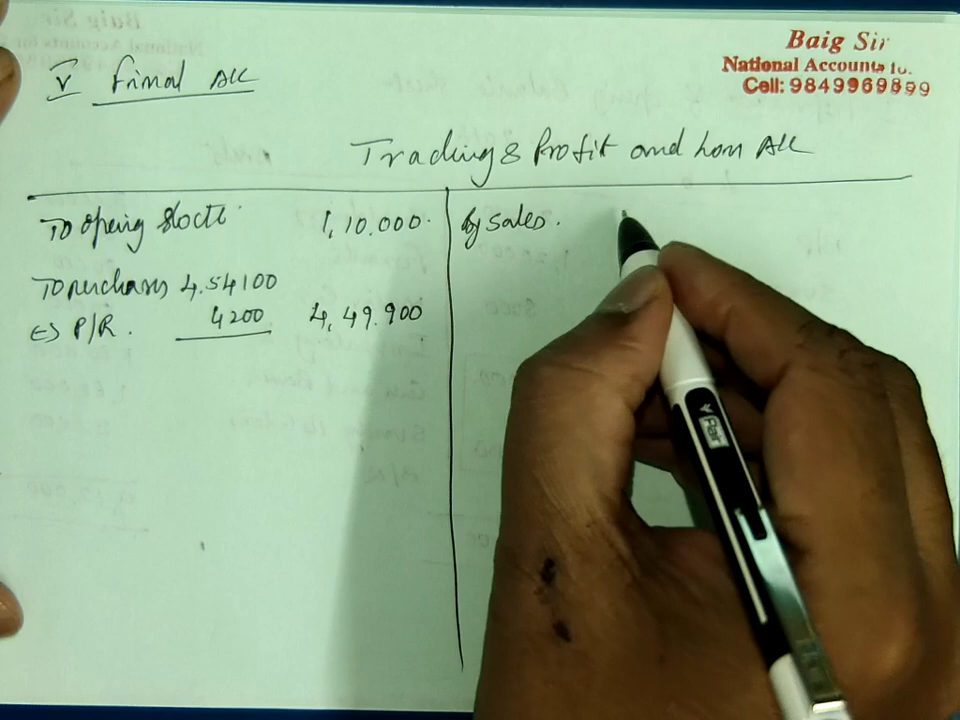 Baig Sir
National Accounts
Cell: 9849969899
V Final A/c
Trading & Profit and Loss A/c
To Opening Stock 1,10,000
By Sales.
To Purchases 4,54100
(-) P/R. 4200 4,49,900
Flair